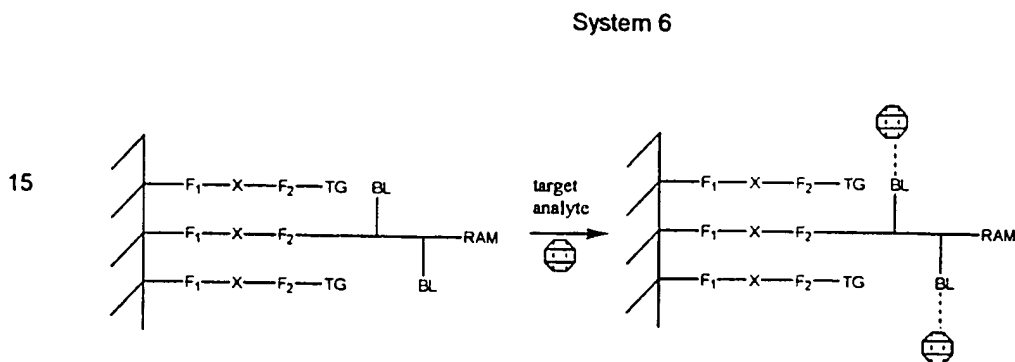 System 6
15
BL
F₁—X—F₂—TG
F₁—X—F₂ RAM
F₁—X—F₂—TG
BL
target
analyte
F₁—X—F₂—TG
BL
F₁—X—F₂ RAM
F₁—X—F₂—TG
BL